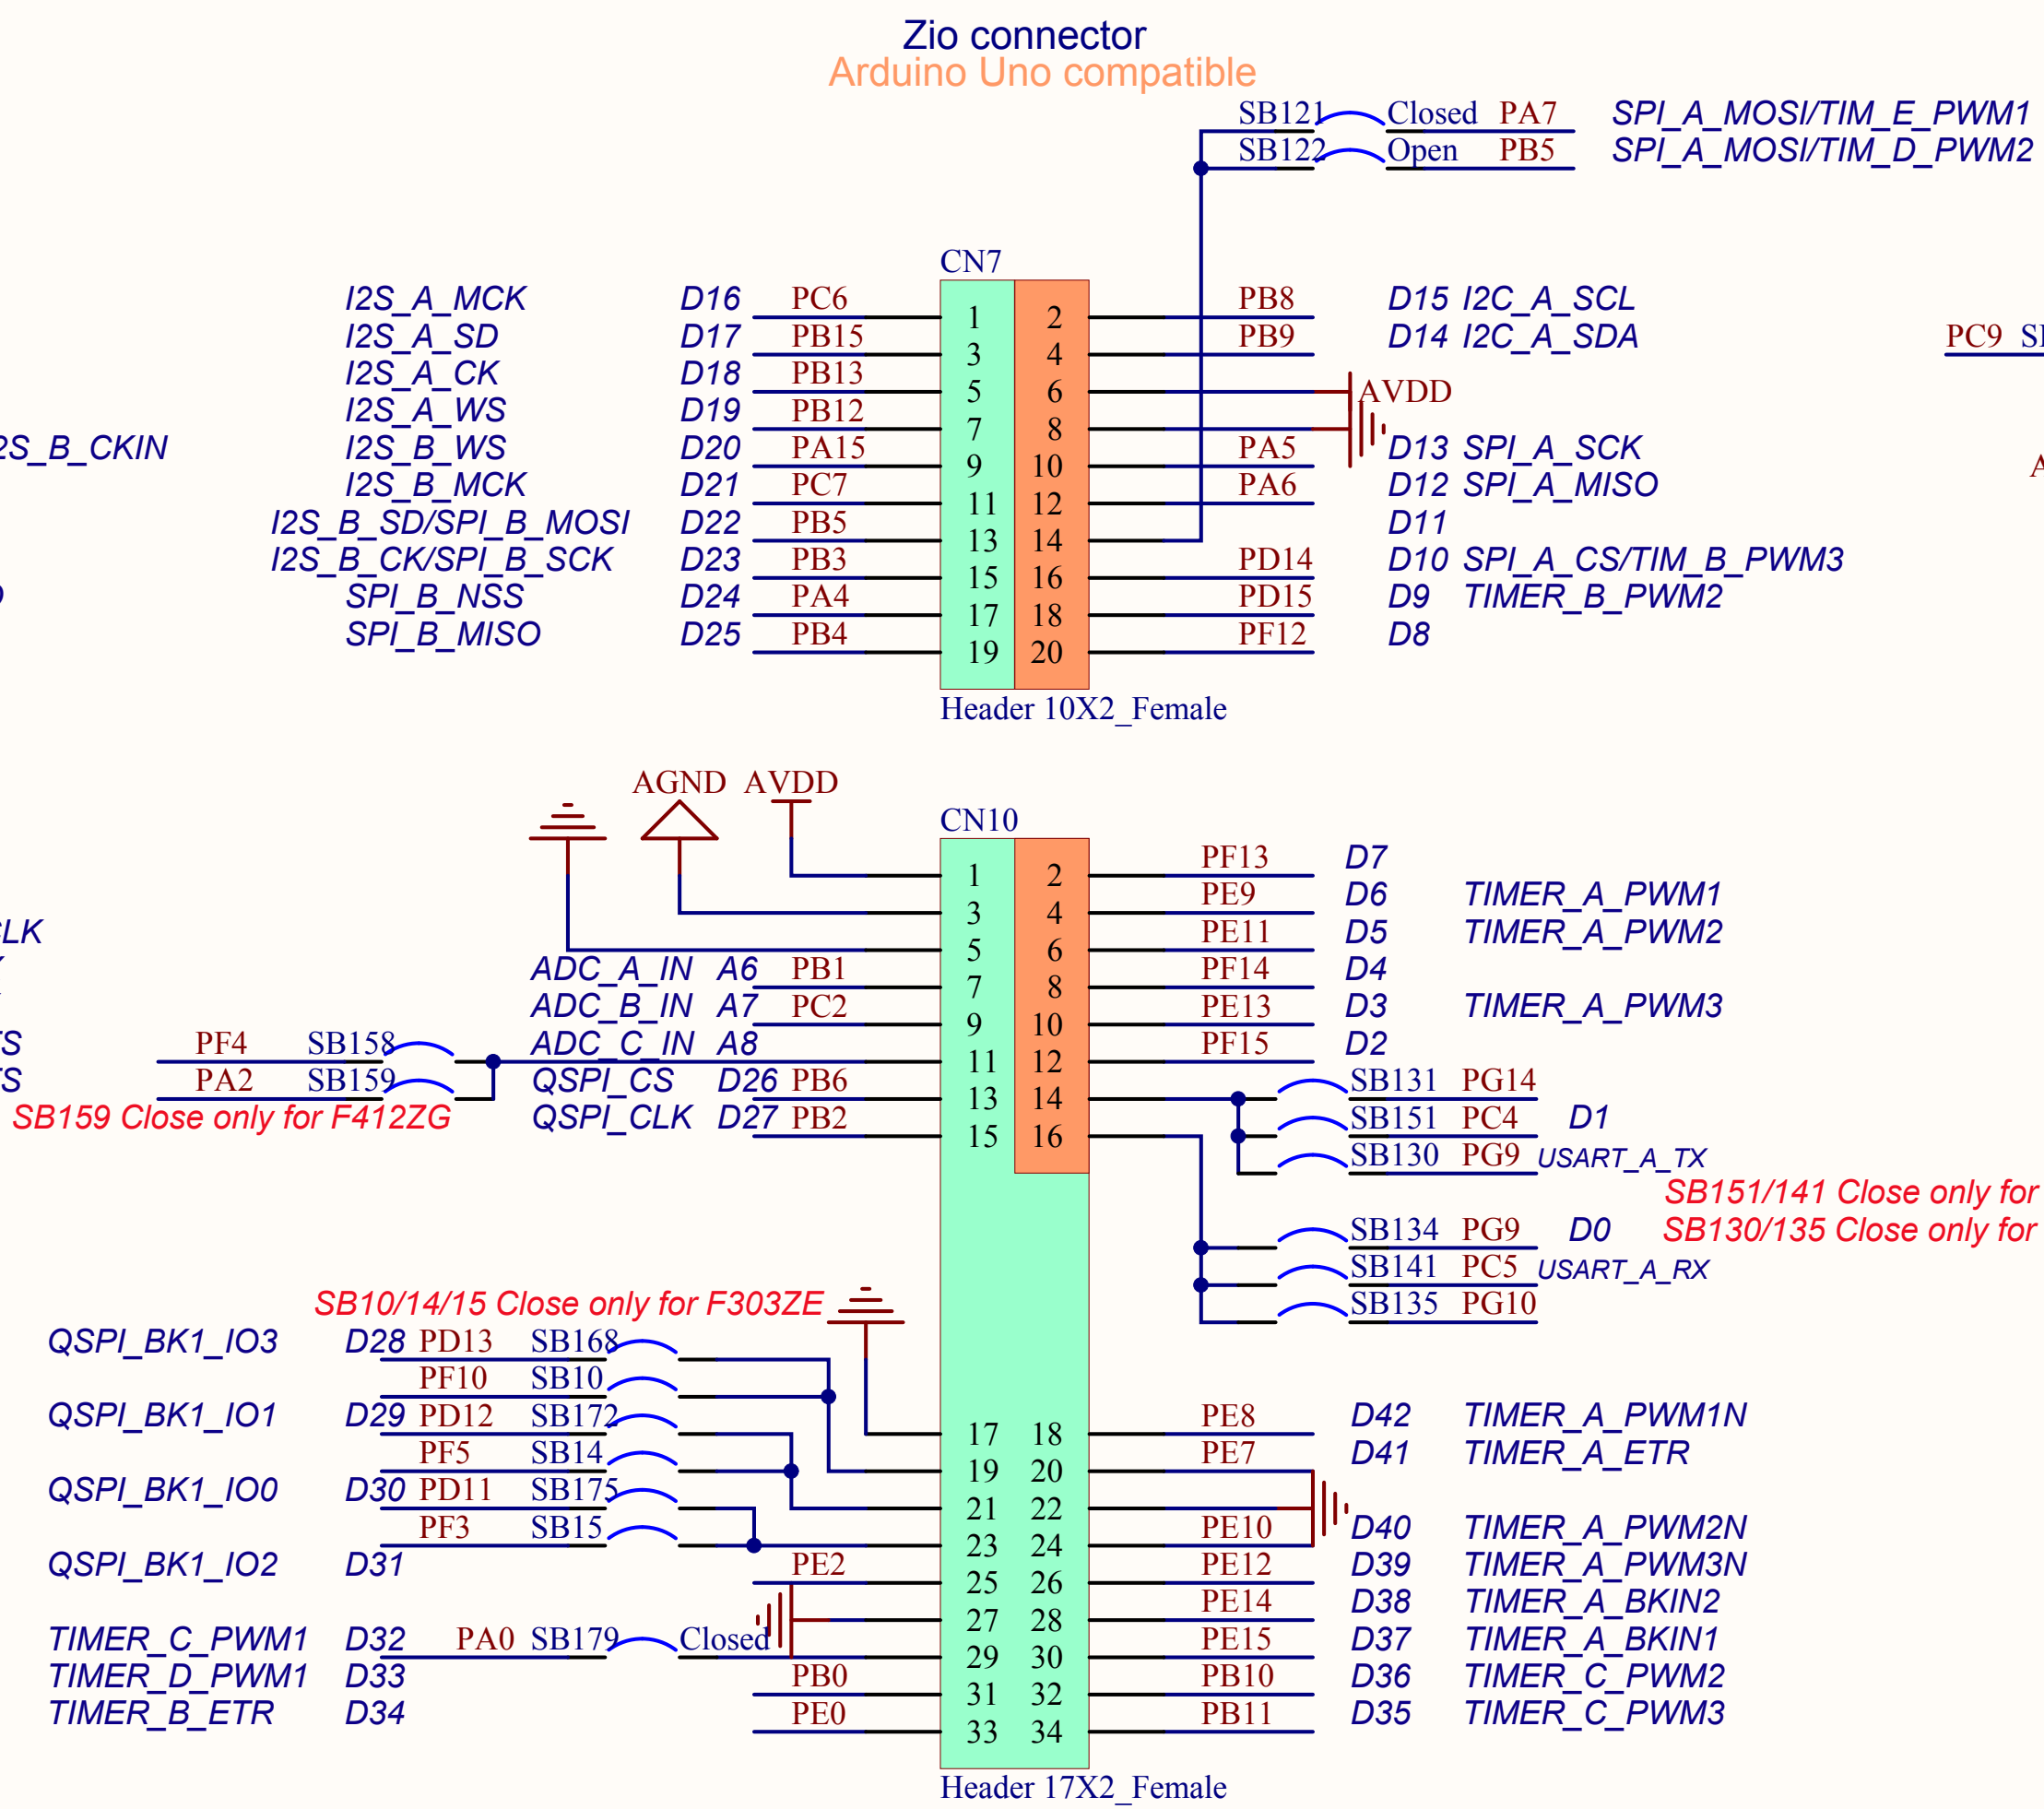 Zio connector
Arduino Uno compatible
SB121 Closed PA7 SPI_A_MOSI/TIM_E_PWM1
SB122 Open PB5 SPI_A_MOSI/TIM_D_PWM2
CN7
I2S_A_MCK D16 PC6 1 2 PB8 D15 I2C_A_SCL
I2S_A_SD D17 PB15 3 4 PB9 D14 I2C_A_SDA
PC9
I2S_A_CK D18 PB13 5 6 AVDD
I2S_A_WS D19 PB12 7 8
2S_B_CKIN I2S_B_WS D20 PA15 9 10 PA5 D13 SPI_A_SCK
I2S_B_MCK D21 PC7 11 12 PA6 D12 SPI_A_MISO
I2S_B_SD/SPI_B_MOSI D22 PB5 13 14 D11
I2S_B_CK/SPI_B_SCK D23 PB3 15 16 PD14 D10 SPI_A_CS/TIM_B_PWM3
SPI_B_NSS D24 PA4 17 18 PD15 D9 TIMER_B_PWM2
SPI_B_MISO D25 PB4 19 20 PF12 D8
Header 10X2_Female
AGND AVDD
CN10
1 2 PF13 D7
3 4 PE9 D6 TIMER_A_PWM1
CLK 5 6 PE11 D5 TIMER_A_PWM2
ADC_A_IN A6 PB1 7 8 PF14 D4
ADC_B_IN A7 PC2 9 10 PE13 D3 TIMER_A_PWM3
PF4 SB158 ADC_C_IN A8 11 12 PF15 D2
PA2 SB159 QSPI_CS D26 PB6 13 14 SB131 PG14
SB159 Close only for F412ZG QSPI_CLK D27 PB2 15 16 SB151 PC4 D1
SB130 PG9 USART_A_TX
SB151/141 Close only for
SB134 PG9 D0 SB130/135 Close only for
SB141 PC5 USART_A_RX
SB10/14/15 Close only for F303ZE SB135 PG10
QSPI_BK1_IO3 D28 PD13 SB168
PF10 SB10
QSPI_BK1_IO1 D29 PD12 SB172 17 18 PE8 D42 TIMER_A_PWM1N
PF5 SB14 19 20 PE7 D41 TIMER_A_ETR
QSPI_BK1_IO0 D30 PD11 SB175 21 22
PF3 SB15 23 24 PE10 D40 TIMER_A_PWM2N
QSPI_BK1_IO2 D31 PE2 25 26 PE12 D39 TIMER_A_PWM3N
27 28 PE14 D38 TIMER_A_BKIN2
TIMER_C_PWM1 D32 PA0 SB179 Closed 29 30 PE15 D37 TIMER_A_BKIN1
TIMER_D_PWM1 D33 PB0 31 32 PB10 D36 TIMER_C_PWM2
TIMER_B_ETR D34 PE0 33 34 PB11 D35 TIMER_C_PWM3
Header 17X2_Female